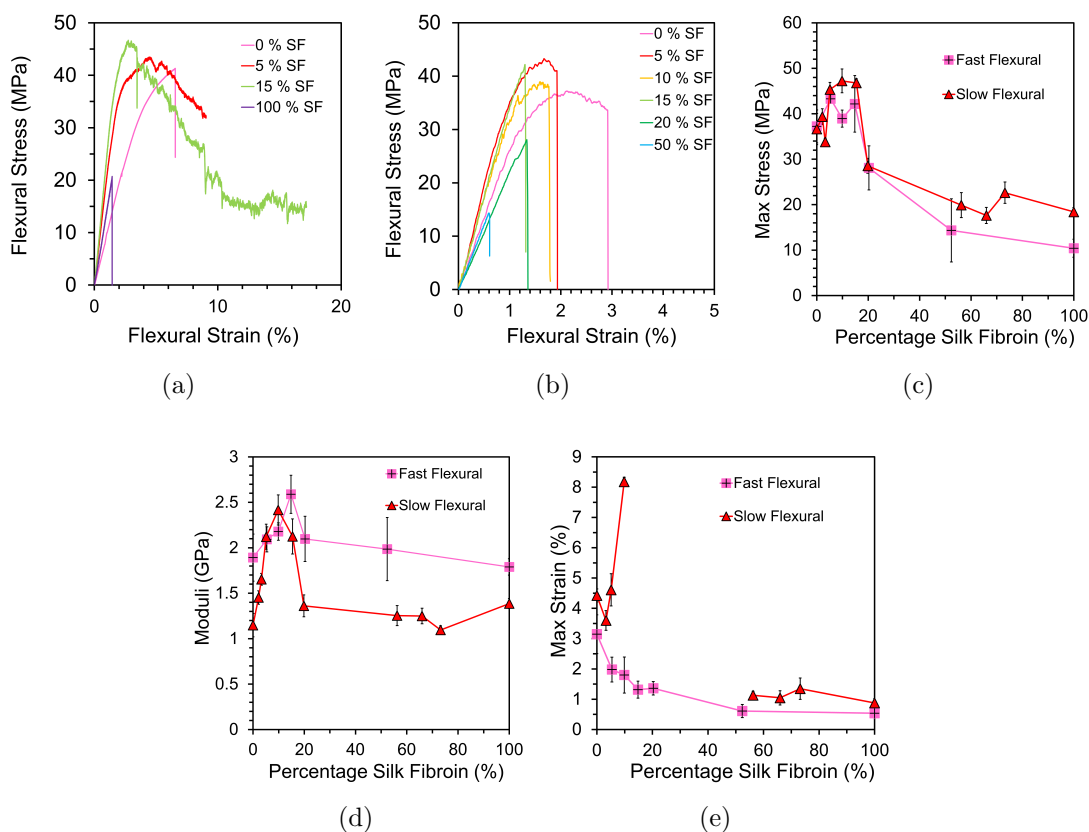 50
40
30
20
10
0
0
10
20
Flexural Stress (MPa)
Flexural Strain (%)
0 % SF
5 % SF
15 % SF
100 % SF
(a)
50
40
30
20
10
0
0
1
2
3
4
5
Flexural Stress (MPa)
Flexural Strain (%)
0 % SF
5 % SF
10 % SF
15 % SF
20 % SF
50 % SF
(b)
60
50
40
30
20
10
0
0
20
40
60
80
100
Max Stress (MPa)
Percentage Silk Fibroin (%)
Fast Flexural
Slow Flexural
(c)
3
2.5
2
1.5
1
0.5
0
0
20
40
60
80
100
Moduli (GPa)
Percentage Silk Fibroin (%)
Fast Flexural
Slow Flexural
(d)
9
8
7
6
5
4
3
2
1
0
0
20
40
60
80
100
Max Strain (%)
Percentage Silk Fibroin (%)
Fast Flexural
Slow Flexural
(e)